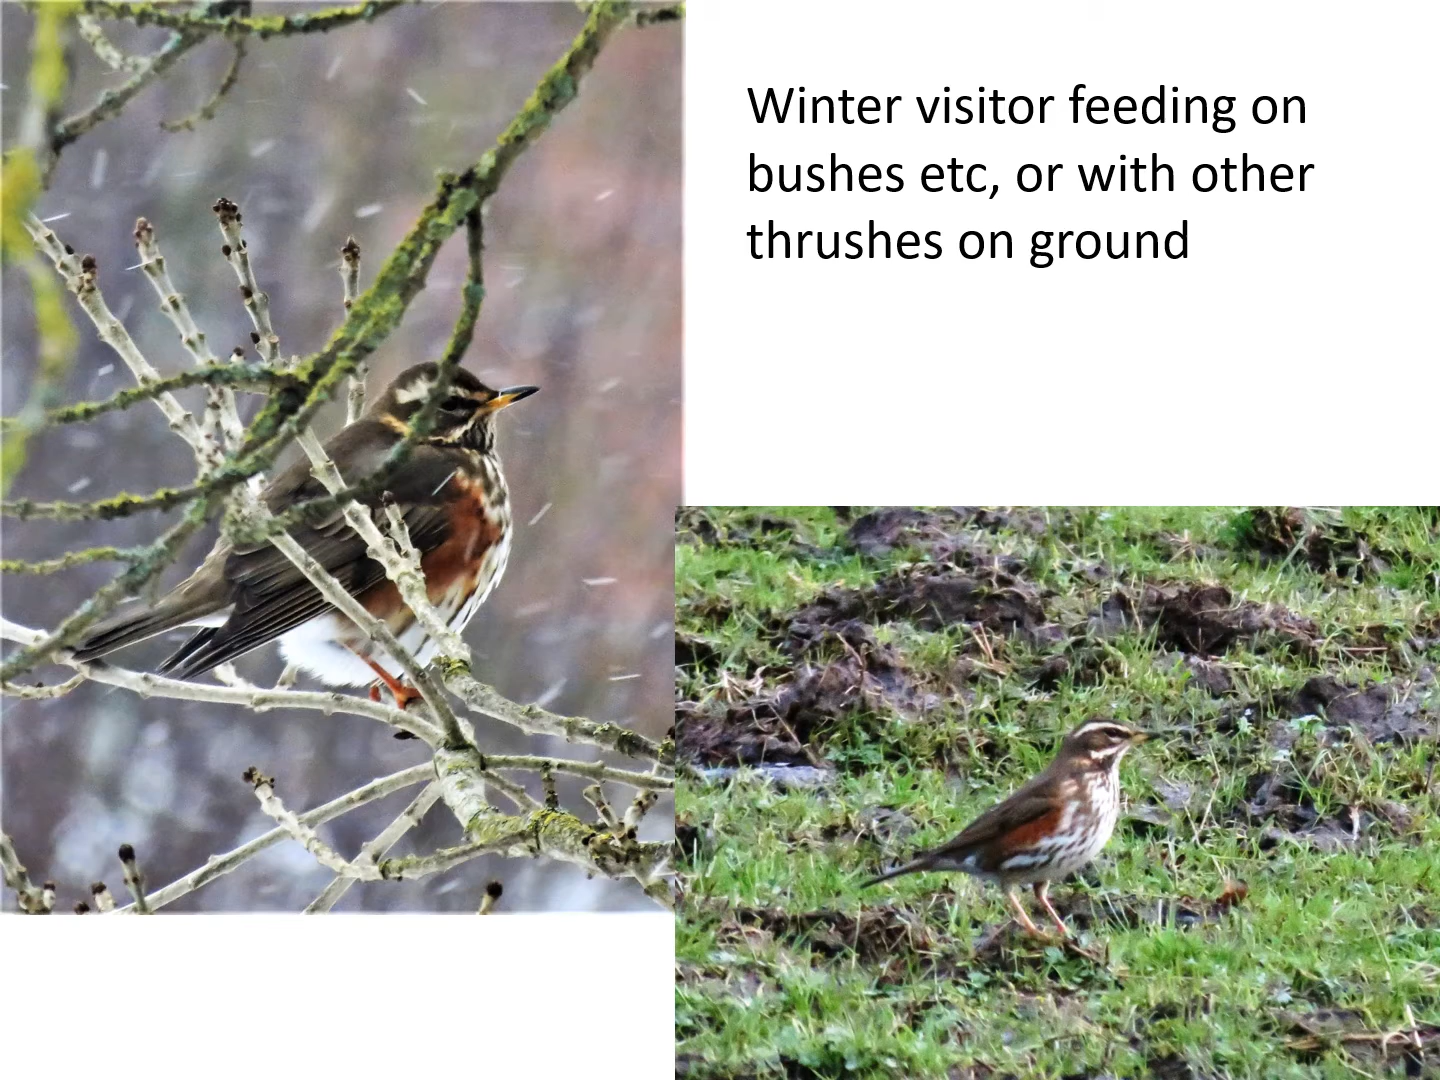 Winter visitor feeding on
bushes etc, or with other
thrushes on ground